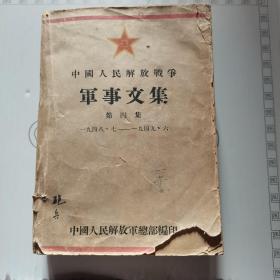 中國人民解放戰爭
軍事文集
第四集
一九四八・七——一九四九・六
中國人民解放軍總部編印